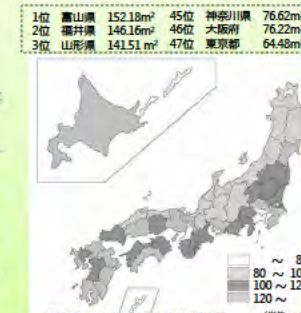 1位 富山県 152.18m² 45位 神奈川県 76.62m
2位 福井県 146.16m² 46位 大阪府 76.22m
3位 山形県 141.51 m² 47位 東京都 64.48m
～ 8
80 ～ 10
100 ～ 12
120 ～